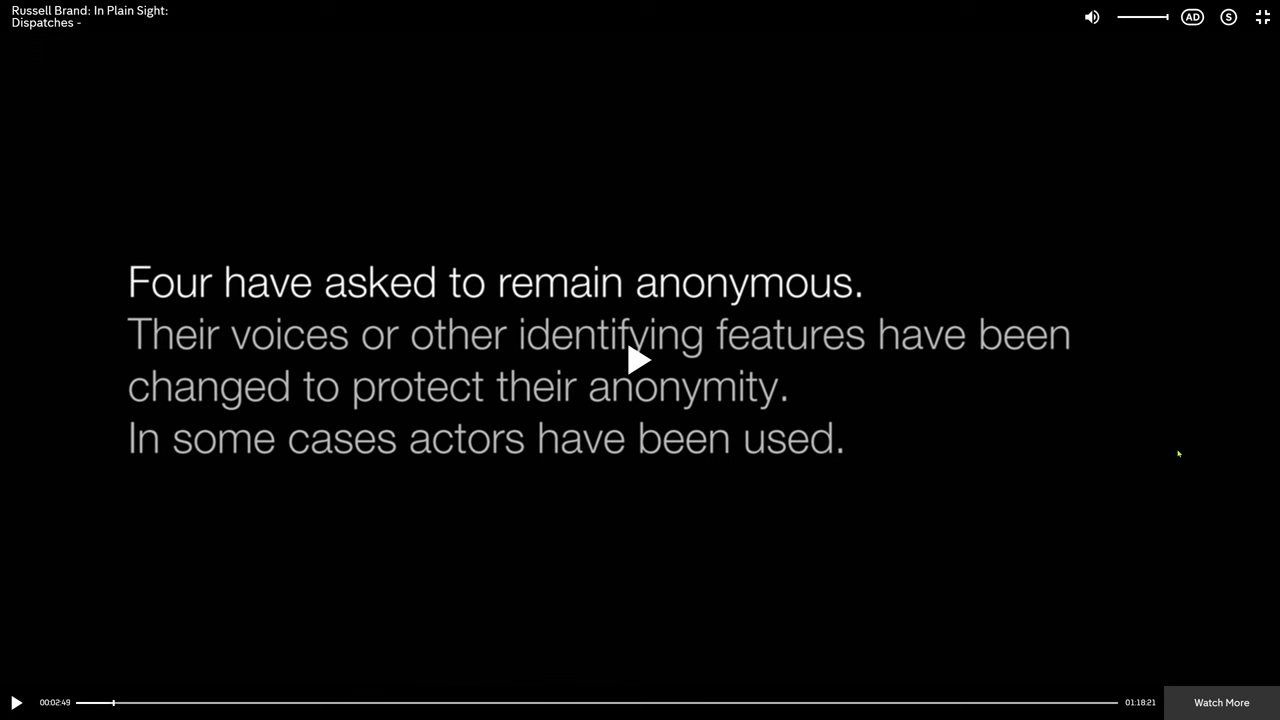 Russell Brand: In Plain Sight:
Dispatches -
AD
S
Four have asked to remain anonymous.
Their voices or other identifying features have been
changed to protect their anonymity.
In some cases actors have been used.
00:02:49
01:18:21
Watch More